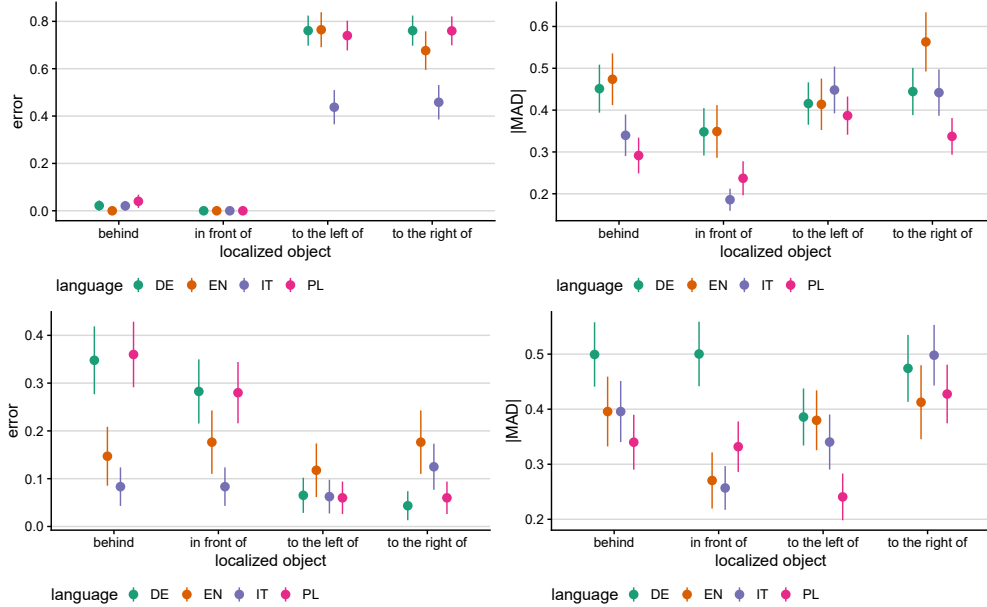 error
0.8
0.6
0.4
0.2
0.0
behind in front of to the left of to the right of
localized object
language DE EN IT PL
|MAD|
0.6
0.5
0.4
0.3
0.2
behind in front of to the left of to the right of
localized object
language DE EN IT PL
error
0.4
0.3
0.2
0.1
0.0
behind in front of to the left of to the right of
localized object
language DE EN IT PL
|MAD|
0.5
0.4
0.3
0.2
behind in front of to the left of to the right of
localized object
language DE EN IT PL